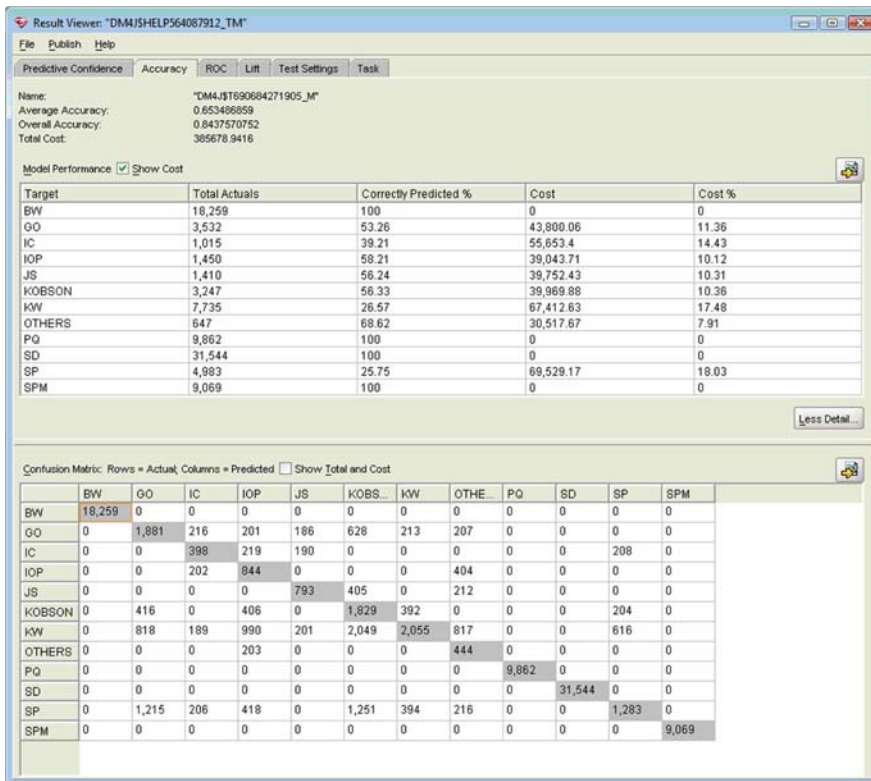 Result Viewer: "DM4J$HELP564087912_TM"
File Publish Help
Predictive Confidence Accuracy ROC Lift Test Settings Task
Name: "DM4J$T690684271905_M"
Average Accuracy: 0.653486859
Overall Accuracy: 0.8437570752
Total Cost: 385678.9416
Model Performance Show Cost
Target Total Actuals Correctly Predicted % Cost Cost %
BW 18,259 100 0 0
GO 3,532 53.26 43,800.06 11.36
IC 1,015 39.21 55,653.4 14.43
IOP 1,450 58.21 39,043.71 10.12
JS 1,410 56.24 39,752.43 10.31
KOBSON 3,247 56.33 39,969.88 10.36
KW 7,735 26.57 67,412.63 17.48
OTHERS 647 68.62 30,517.67 7.91
PQ 9,862 100 0 0
SD 31,544 100 0 0
SP 4,983 25.75 69,529.17 18.03
SPM 9,069 100 0 0
Less Detail...
Confusion Matrix: Rows = Actual; Columns = Predicted Show Total and Cost
BW GO IC IOP JS KOBS... KW OTHE... PQ SD SP SPM
BW 18,259 0 0 0 0 0 0 0 0 0 0 0
GO 0 1,881 216 201 186 628 213 207 0 0 0 0
IC 0 0 398 219 190 0 0 0 0 0 208 0
IOP 0 0 202 844 0 0 0 404 0 0 0 0
JS 0 0 0 0 793 405 0 212 0 0 0 0
KOBSON 0 416 0 406 0 1,829 392 0 0 0 204 0
KW 0 818 189 990 201 2,049 2,055 817 0 0 616 0
OTHERS 0 0 0 203 0 0 0 444 0 0 0 0
PQ 0 0 0 0 0 0 0 0 9,862 0 0 0
SD 0 0 0 0 0 0 0 0 0 31,544 0 0
SP 0 1,215 206 418 0 1,251 394 216 0 0 1,283 0
SPM 0 0 0 0 0 0 0 0 0 0 0 9,069